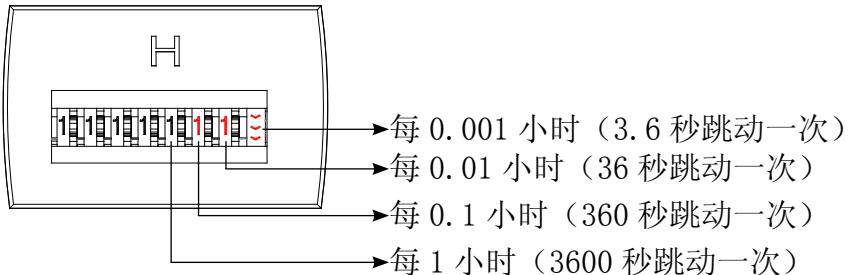 H
1 1 1 1 1 1 1
每 0.001 小时（3.6 秒跳动一次）
每 0.01 小时（36 秒跳动一次）
每 0.1 小时（360 秒跳动一次）
每 1 小时（3600 秒跳动一次）